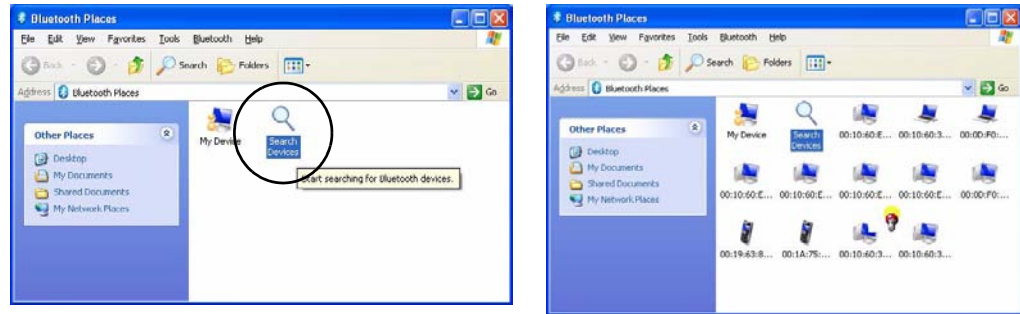 Bluetooth Places
File Edit View Favorites Tools Bluetooth Help
Back Search Folders
Address Bluetooth Places Go
Other Places
Desktop
My Documents
Shared Documents
My Network Places
My Device
Search Devices
Start searching for Bluetooth devices.
Bluetooth Places
File Edit View Favorites Tools Bluetooth Help
Back Search Folders
Address Bluetooth Places Go
Other Places
Desktop
My Documents
Shared Documents
My Network Places
My Device Search Devices 00:10:60:E... 00:10:60:3... 00:0D:F0:...
00:10:60:E... 00:10:60:E... 00:10:60:E... 00:10:60:E... 00:0D:F0:...
00:19:63:8... 00:1A:75:... 00:10:60:3... 00:10:60:3...